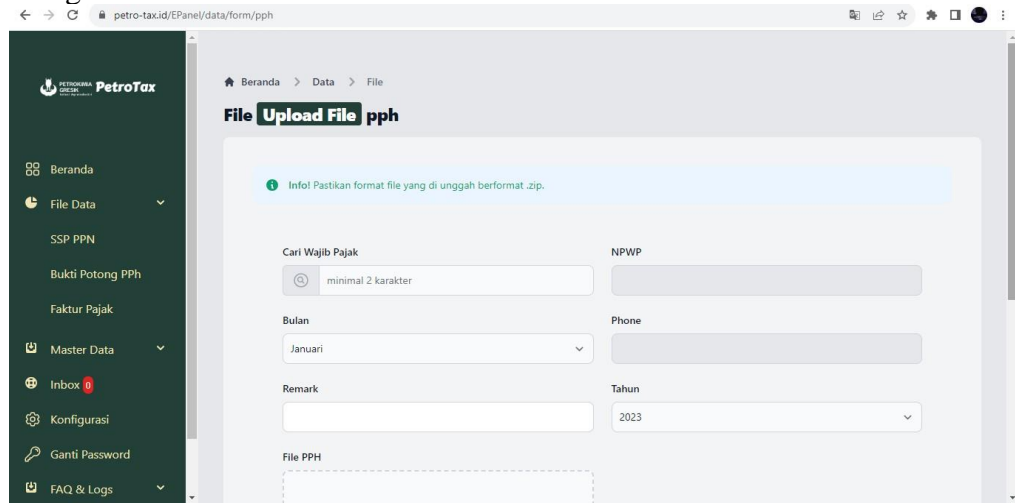 petro-tax.id/EPanel/data/form/pph
PETROKIMIA
GRESIK
PetroTax
Beranda
File Data
SSP PPN
Bukti Potong PPh
Faktur Pajak
Master Data
Inbox 0
Konfigurasi
Ganti Password
FAQ & Logs
Beranda > Data > File
File Upload File pph
Info! Pastikan format file yang di unggah berformat .zip.
Cari Wajib Pajak
minimal 2 karakter
NPWP
Bulan
Januari
Phone
Remark
Tahun
2023
File PPH